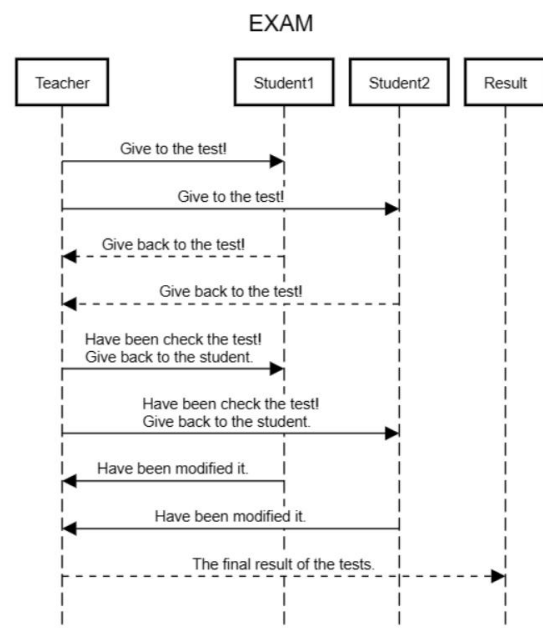 EXAM
Teacher
Student1
Student2
Result
Give to the test!
Give to the test!
Give back to the test!
Give back to the test!
Have been check the test!
Give back to the student.
Have been check the test!
Give back to the student.
Have been modified it.
Have been modified it.
The final result of the tests.